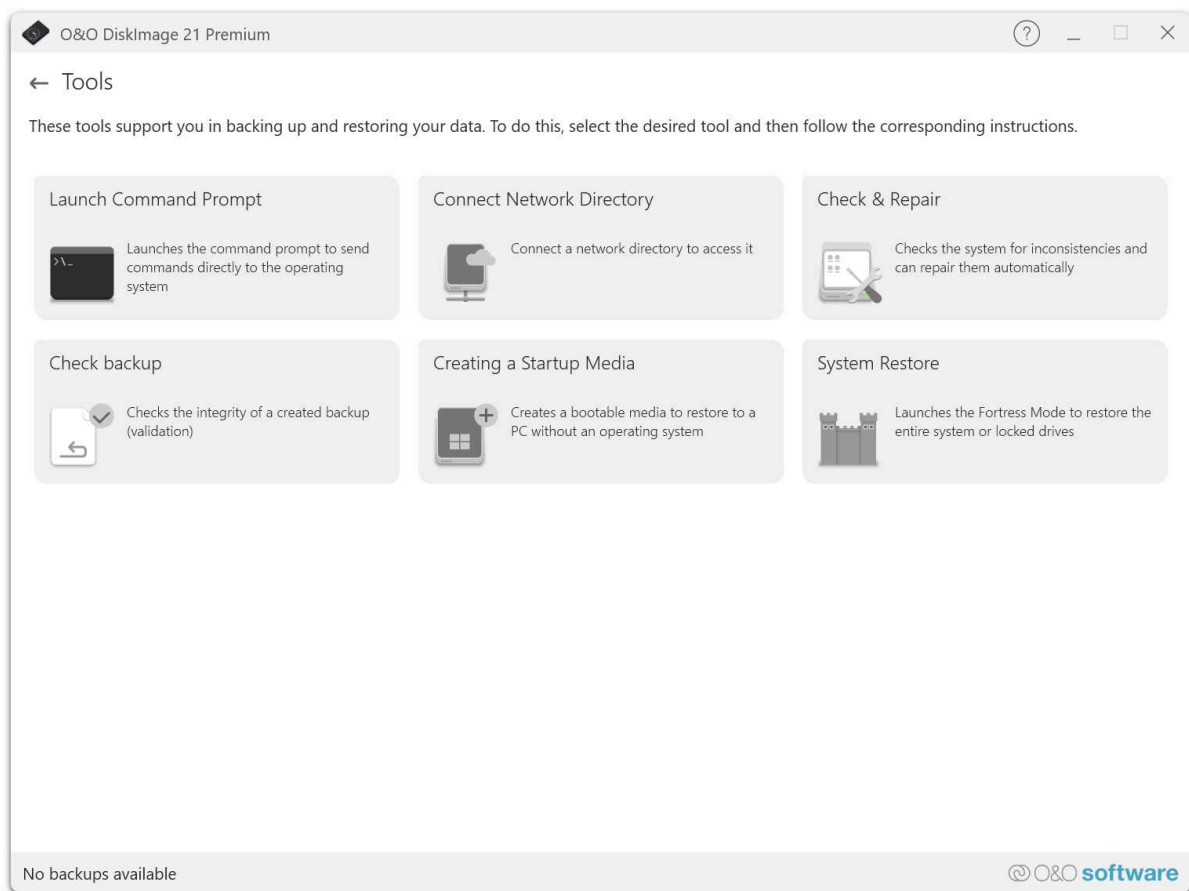 O&O DiskImage 21 Premium
?
← Tools
These tools support you in backing up and restoring your data. To do this, select the desired tool and then follow the corresponding instructions.
Launch Command Prompt
>\_
Launches the command prompt to send
commands directly to the operating
system
Connect Network Directory
Connect a network directory to access it
Check & Repair
Checks the system for inconsistencies and
can repair them automatically
Check backup
Checks the integrity of a created backup
(validation)
Creating a Startup Media
Creates a bootable media to restore to a
PC without an operating system
System Restore
Launches the Fortress Mode to restore the
entire system or locked drives
No backups available
O&O software